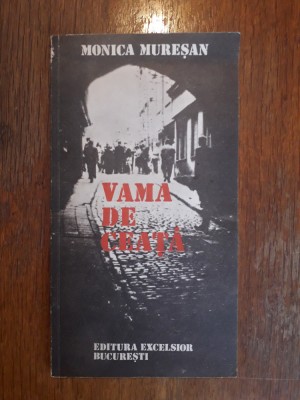 MONICA MUREȘAN
VAMA
DE
CEAȚĂ
EDITURA EXCELSIOR
BUCUREȘTI